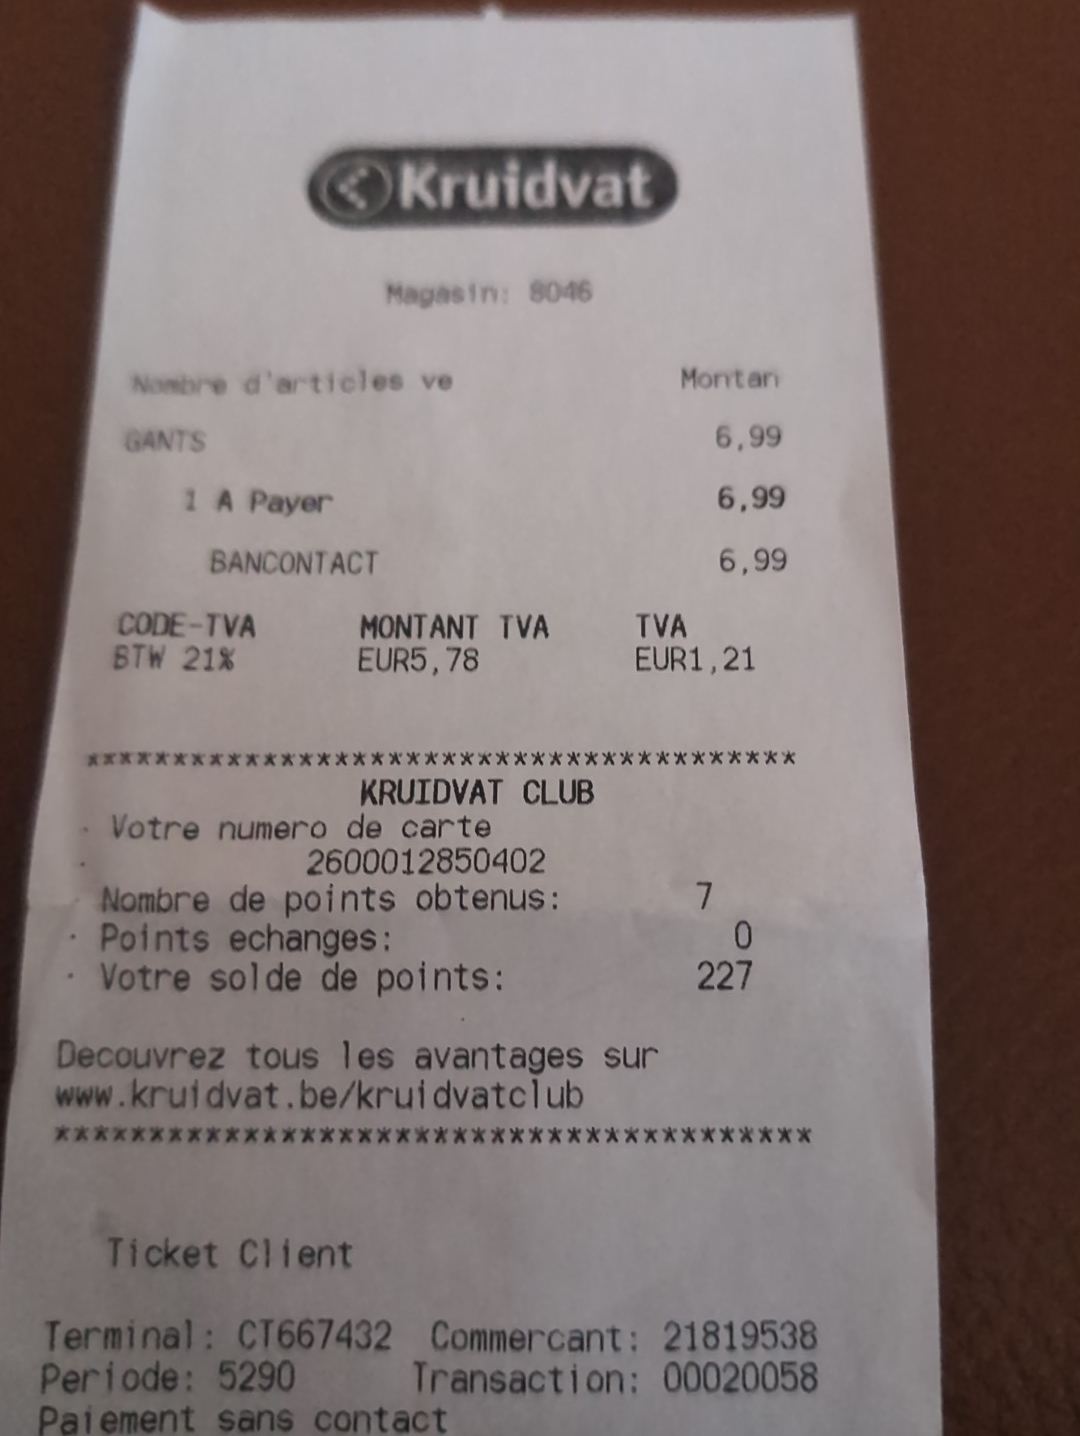 Kruidvat
Magasin: 8046
Nombre d'articles ve Montan
GANTS 6,99
1 A Payer 6,99
BANCONTACT 6,99
CODE-TVA MONTANT TVA TVA
BTW 21% EUR5,78 EUR1,21
****************************************
KRUIDVAT CLUB
· Votre numero de carte
· 2600012850402
· Nombre de points obtenus: 7
· Points echanges: 0
· Votre solde de points: 227
Decouvrez tous les avantages sur
www.kruidvat.be/kruidvatclub
****************************************
Ticket Client
Terminal: CT667432 Commercant: 21819538
Periode: 5290 Transaction: 00020058
Paiement sans contact